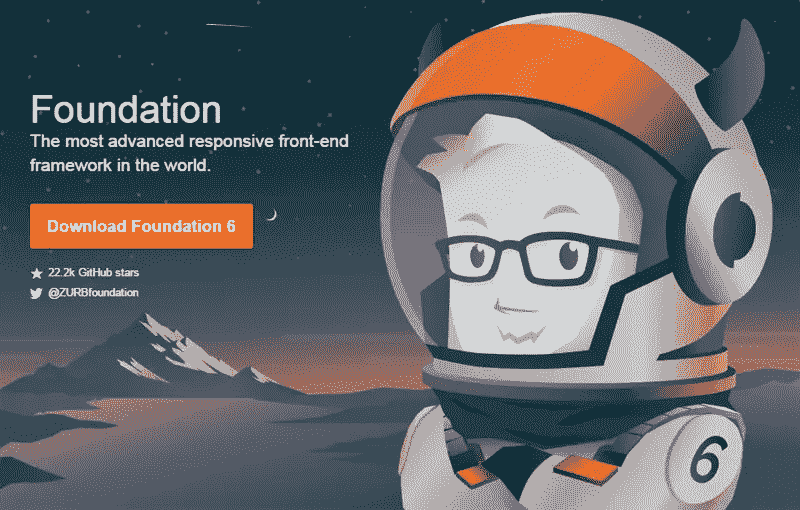 Foundation
The most advanced responsive front-end
framework in the world.
Download Foundation 6
22.2k GitHub stars
@ZURBfoundation
6